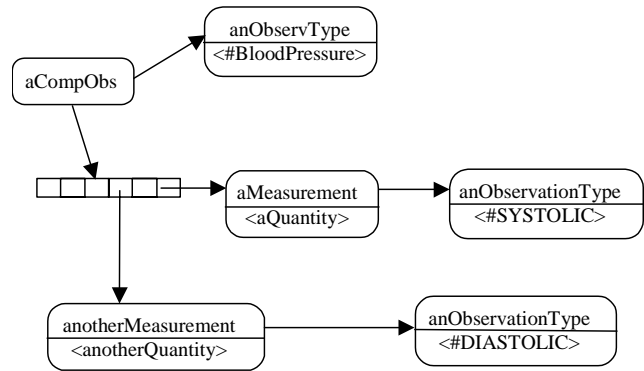 anObservType
<#BloodPressure>
aCompObs
aMeasurement
<aQuantity>
anObservationType
<#SYSTOLIC>
anotherMeasurement
<anotherQuantity>
anObservationType
<#DIASTOLIC>